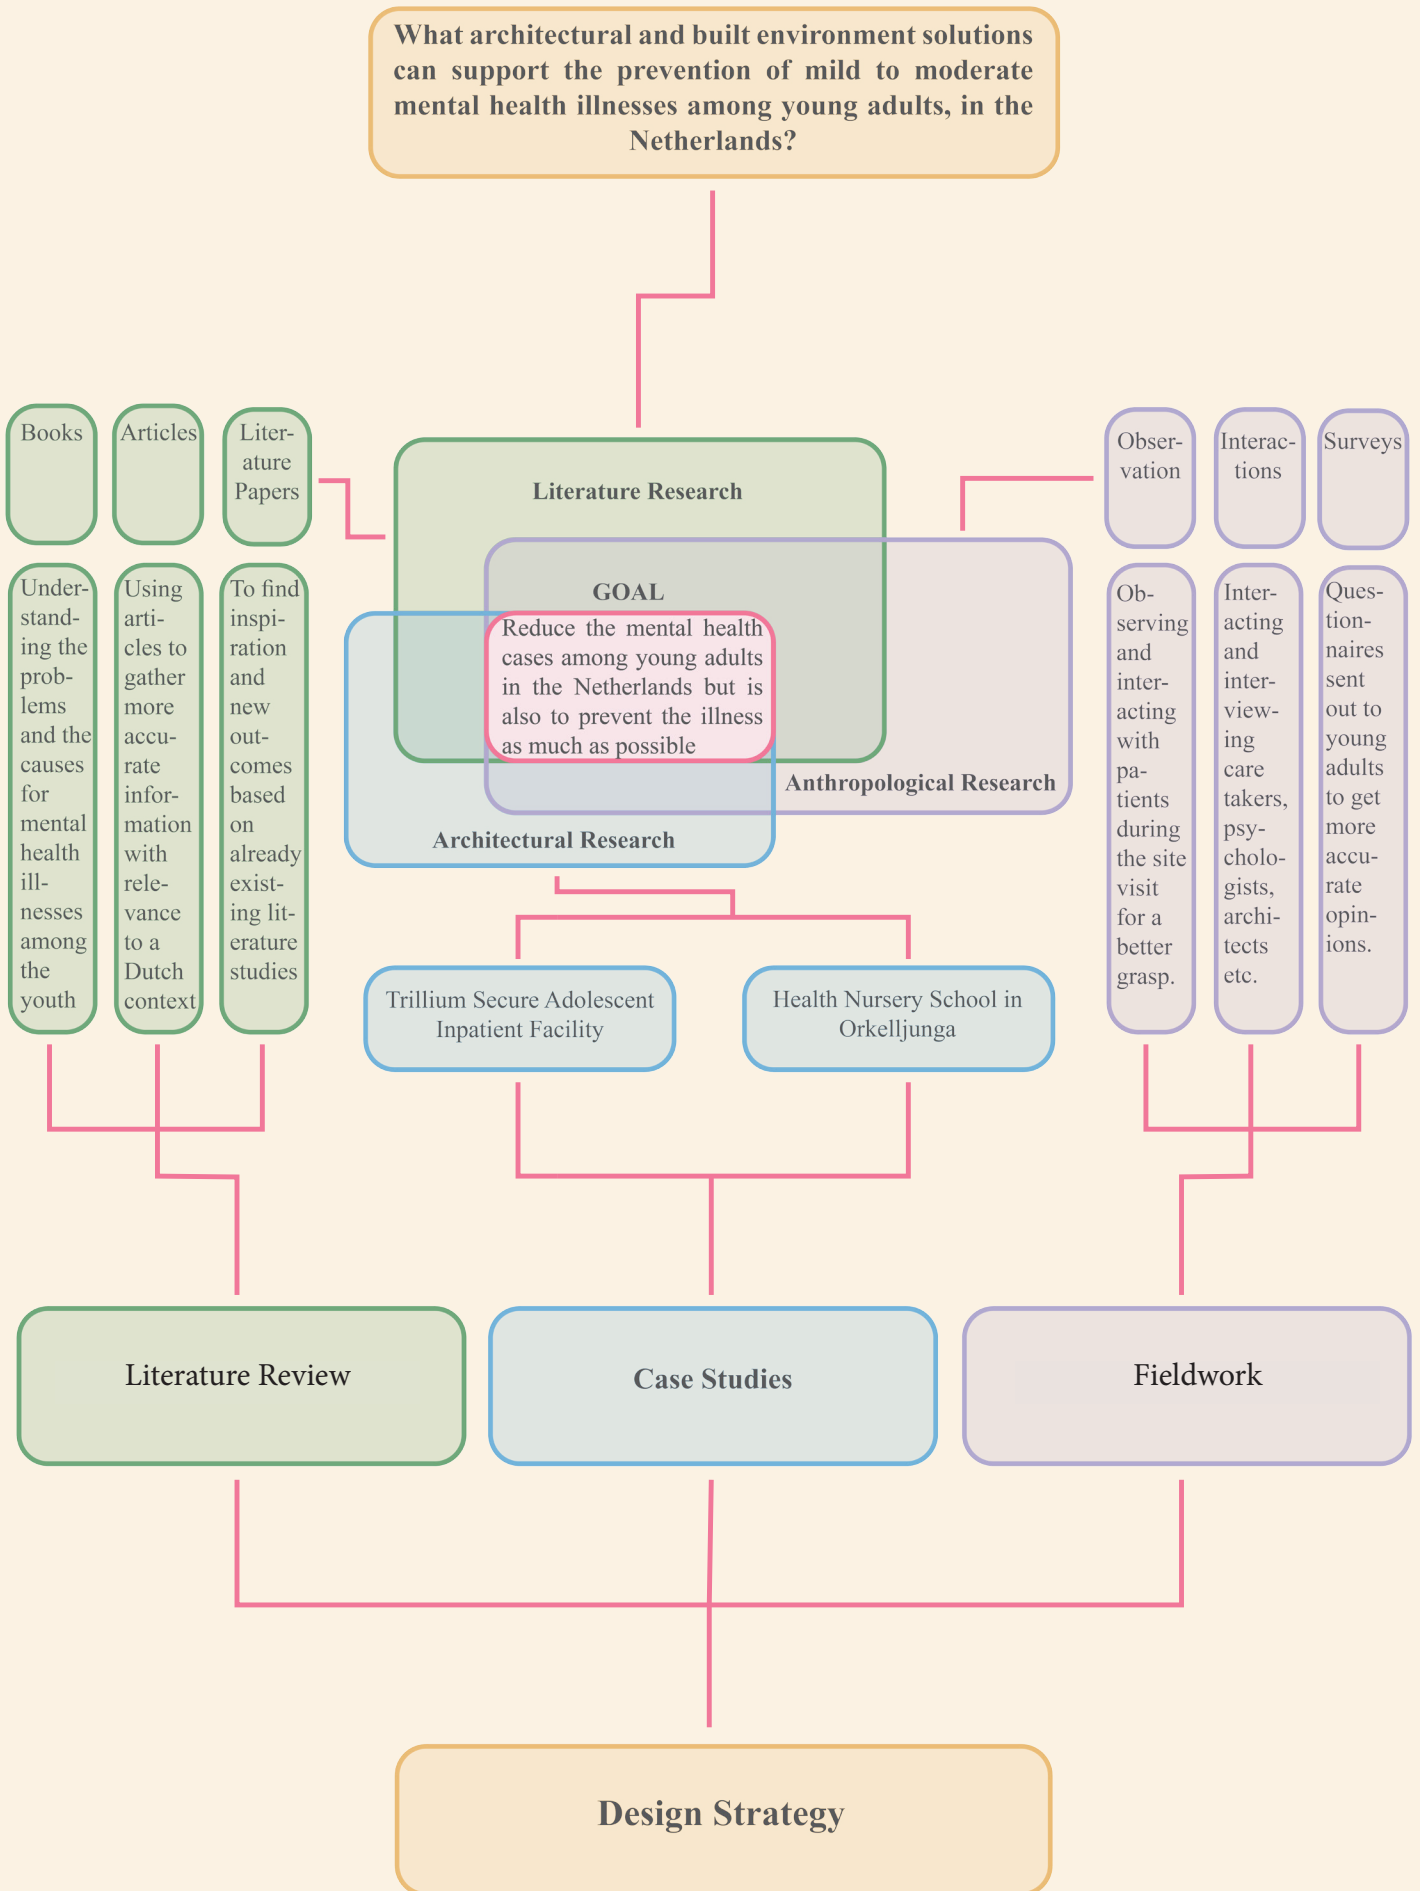 What architectural and built environment solutions
can support the prevention of mild to moderate
mental health illnesses among young adults, in the
Netherlands?
Books
Articles
Liter-
ature
Papers
Literature Research
Obser-
vation
Interac-
tions
Surveys
Under-
stand-
ing the
prob-
lems
and the
causes
for
mental
health
ill-
nesses
among
the
youth
Using
arti-
cles to
gather
more
accu-
rate
infor-
mation
with
rele-
vance
to a
Dutch
context
To find
inspi-
ration
and
new
out-
comes
based
on
already
exist-
ing lit-
erature
studies
GOAL
Reduce the mental health
cases among young adults
in the Netherlands but is
also to prevent the illness
as much as possible
Anthropological Research
Architectural Research
Ob-
serving
and
inter-
acting
with
pa-
tients
during
the site
visit
for a
better
grasp.
Inter-
acting
and
inter-
view-
ing
care
takers,
psy-
cholo-
gists,
archi-
tects
etc.
Ques-
tion-
naires
sent
out to
young
adults
to get
more
accu-
rate
opin-
ions.
Trillium Secure Adolescent
Inpatient Facility
Health Nursery School in
Orkelljunga
Literature Review
Case Studies
Fieldwork
Design Strategy